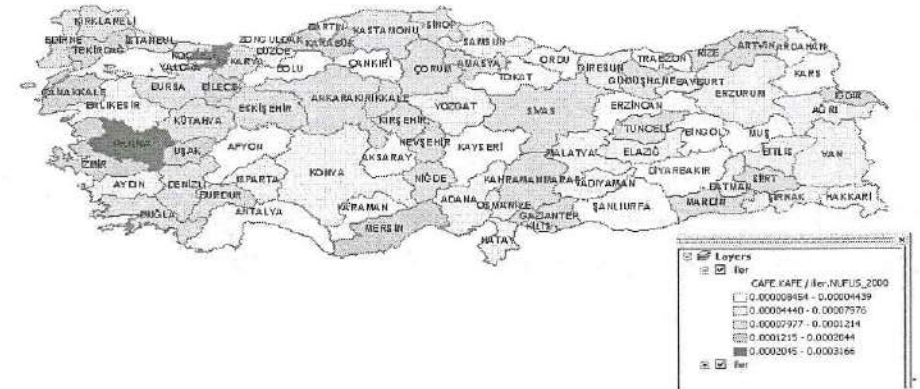 KIRKLARELİ
EDİRNE
TEKİRDAĞ
İSTANBUL
YALOVA
ZONGULDAK
BARTIN
KARABÜK
KASTAMONU
SİNOP
SAMSUN
DÜZCE
BOLU
ÇANKIRI
ÇORUM
AMASYA
TOKAT
ORDU
GİRESUN
TRABZON
RİZE
ARTVİN
ARDAHAN
GÜMÜŞHANE
BAYBURT
KARS
IĞDIR
AĞRI
ERZURUM
ERZİNCAN
ÇANAKKALE
BALIKESİR
BURSA
BİLECİK
ESKİŞEHİR
ANKARA
KIRIKKALE
KIRŞEHİR
YOZGAT
SİVAS
TUNCELİ
BİNGÖL
MUŞ
BİTLİS
VAN
KÜTAHYA
MANİSA
UŞAK
AFYON
İZMİR
AYDIN
DENİZLİ
ISPARTA
BURDUR
MUĞLA
ANTALYA
KONYA
AKSARAY
NEVŞEHİR
NİĞDE
KAYSERİ
KARAMAN
MERSİN
ADANA
OSMANİYE
HATAY
KAHRAMANMARAŞ
GAZİANTEP
KİLİS
MALATYA
ADIYAMAN
ELAZIĞ
DİYARBAKIR
ŞANLIURFA
MARDİN
BATMAN
SİİRT
ŞIRNAK
HAKKARİ
Layers
iller
CAFE.KAFE / iller.NUFUS_2000
0.000008454 - 0.00004439
0.00004440 - 0.00007976
0.00007977 - 0.0001214
0.0001215 - 0.0002044
0.0002045 - 0.0003166
iller